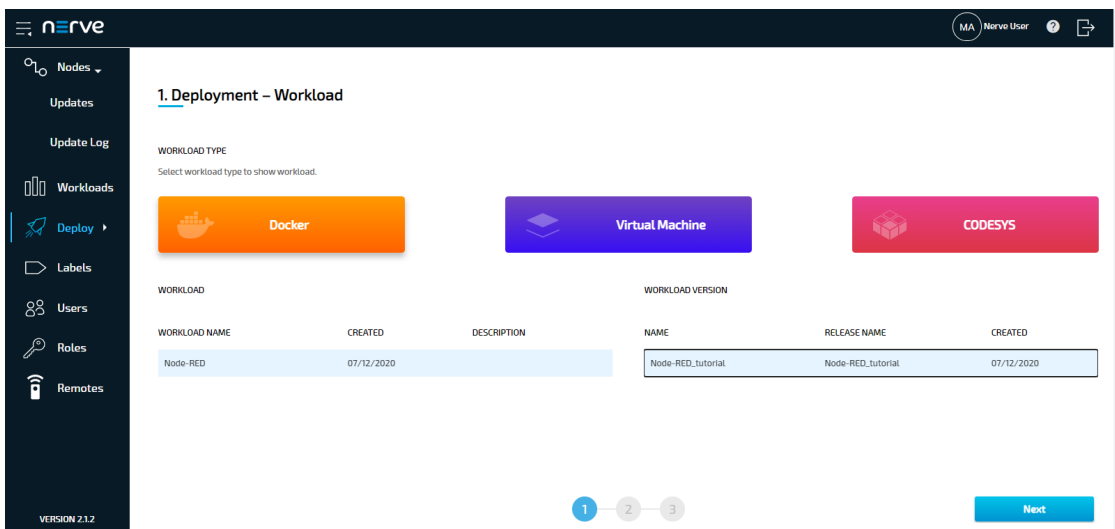 nerve
MA Nerve User ?
Nodes
Updates
Update Log
Workloads
Deploy
Labels
Users
Roles
Remotes
VERSION 2.1.2
1. Deployment – Workload
WORKLOAD TYPE
Select workload type to show workload.
Docker Virtual Machine CODESYS
WORKLOAD
WORKLOAD NAME CREATED DESCRIPTION
Node-RED 07/12/2020
WORKLOAD VERSION
NAME RELEASE NAME CREATED
Node-RED_tutorial Node-RED_tutorial 07/12/2020
1 2 3
Next